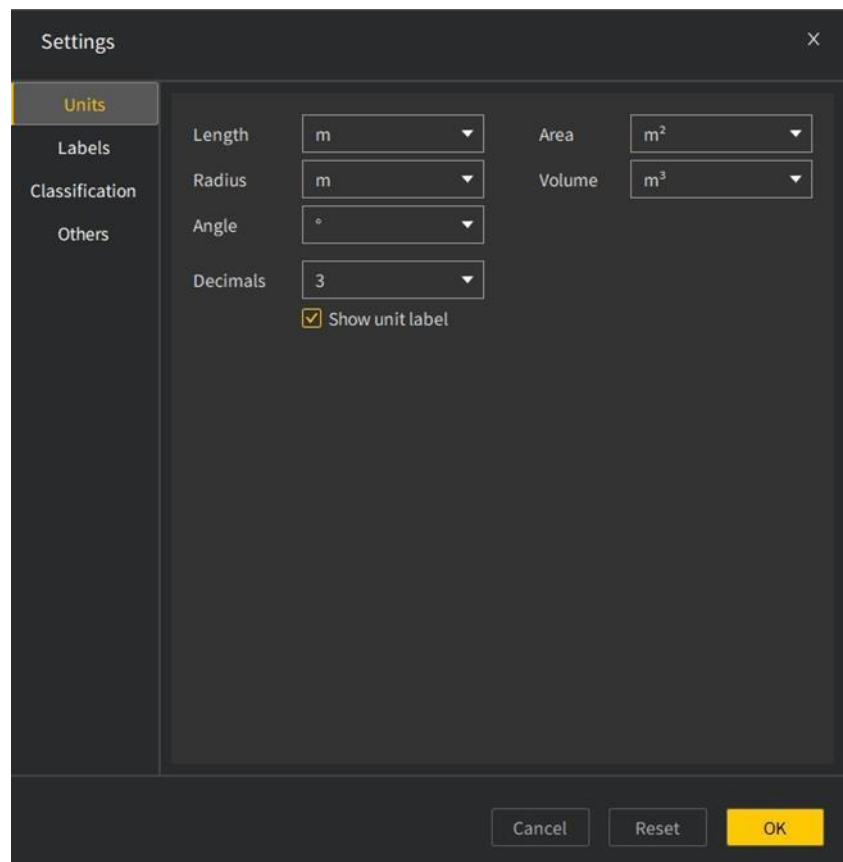 Settings X
Units
Labels
Classification
Others
Length m Area m²
Radius m Volume m³
Angle °
Decimals 3
Show unit label
Cancel Reset OK